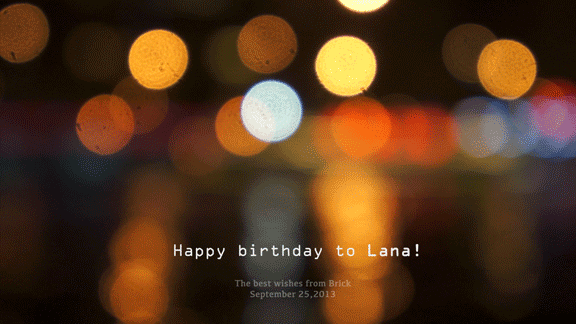 Happy birthday to Lana!
The best wishes from Brick
September 25,2013